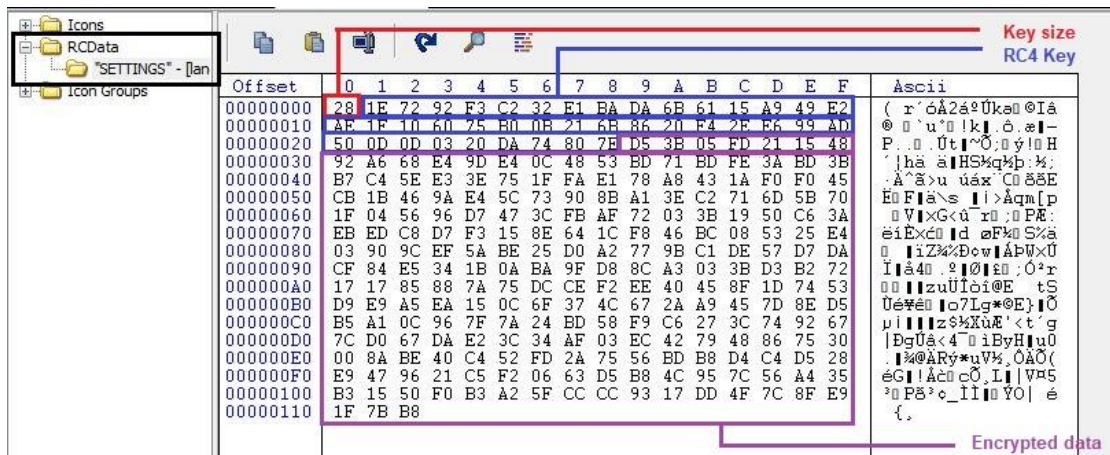 Icons
RCData
"SETTINGS" - [lan
Icon Groups
Key size
RC4 Key
Offset 0 1 2 3 4 5 6 7 8 9 A B C D E F Ascii
00000000 28 1E 72 92 F3 C2 32 E1 BA DA 6B 61 15 A9 49 E2
00000010 AE 1F 10 60 75 B0 0B 21 6B 86 20 F4 2E E6 99 AD
00000020 50 0D 0D 03 20 DA 74 80 7E D5 3B 05 FD 21 15 48
00000030 92 A6 68 E4 9D E4 0C 48 53 BD 71 BD FE 3A BD 3B
00000040 B7 C4 5E E3 3E 75 1F FA E1 78 A8 43 1A F0 F0 45
00000050 CB 1B 46 9A E4 5C 73 90 8B A1 3E C2 71 6D 5B 70
00000060 1F 04 56 96 D7 47 3C FB AF 72 03 3B 19 50 C6 3A
00000070 EB ED C8 D7 F3 15 8E 64 1C F8 46 BC 08 53 25 E4
00000080 03 90 9C EF 5A BE 25 D0 A2 77 9B C1 DE 57 D7 DA
00000090 CF 84 E5 34 1B 0A BA 9F D8 8C A3 03 3B D3 B2 72
000000A0 17 17 85 88 7A 75 DC CE F2 EE 40 45 8F 1D 74 53
000000B0 D9 E9 A5 EA 15 0C 6F 37 4C 67 2A A9 45 7D 8E D5
000000C0 B5 A1 0C 96 7F 7A 24 BD 58 F9 C6 27 3C 74 92 67
000000D0 7C D0 67 DA E2 3C 34 AF 03 EC 42 79 48 86 75 30
000000E0 00 8A BE 40 C4 52 FD 2A 75 56 BD B8 D4 C4 D5 28
000000F0 E9 47 96 21 C5 F2 06 63 D5 B8 4C 95 7C 56 A4 35
00000100 B3 15 50 F0 B3 A2 5F CC CC 93 17 DD 4F 7C 8F E9
00000110 1F 7B B8
Encrypted data